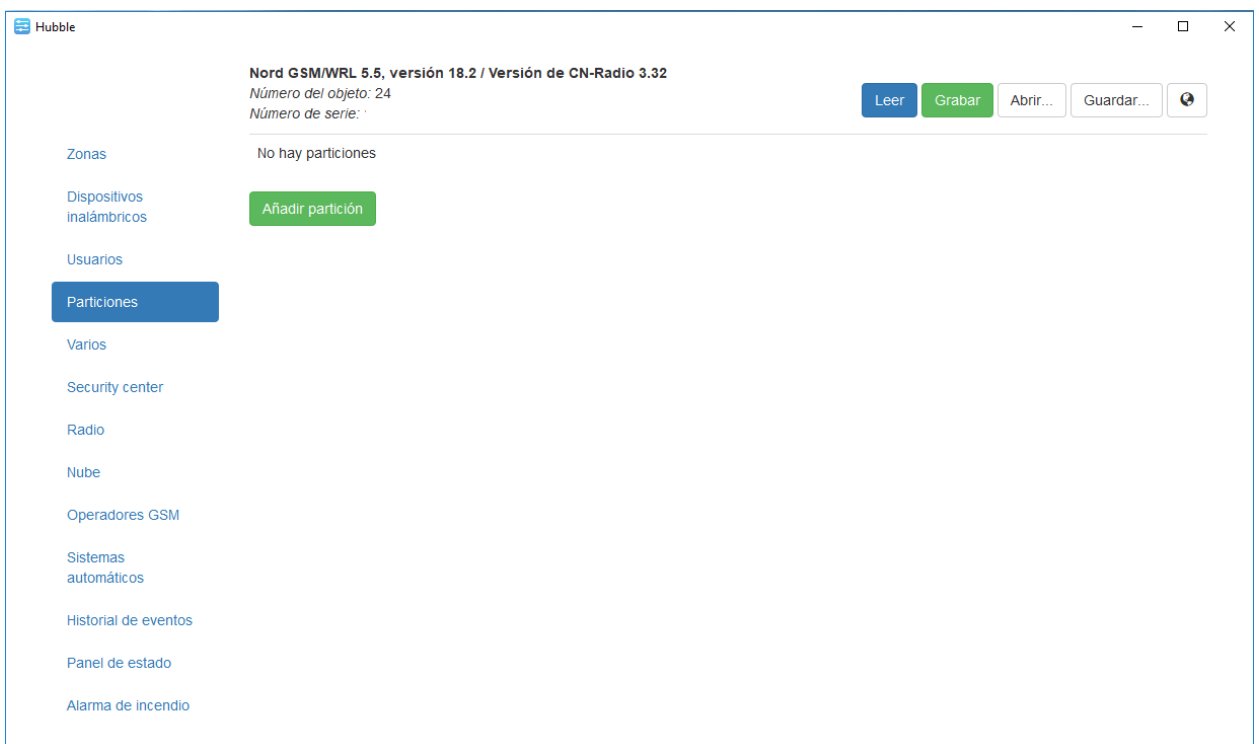 Hubble
Nord GSM/WRL 5.5, versión 18.2 / Versión de CN-Radio 3.32
Número del objeto: 24
Número de serie:
Leer
Grabar
Abrir...
Guardar...
Zonas
Dispositivos
inalámbricos
Usuarios
Particiones
Varios
Security center
Radio
Nube
Operadores GSM
Sistemas
automáticos
Historial de eventos
Panel de estado
Alarma de incendio
No hay particiones
Añadir partición